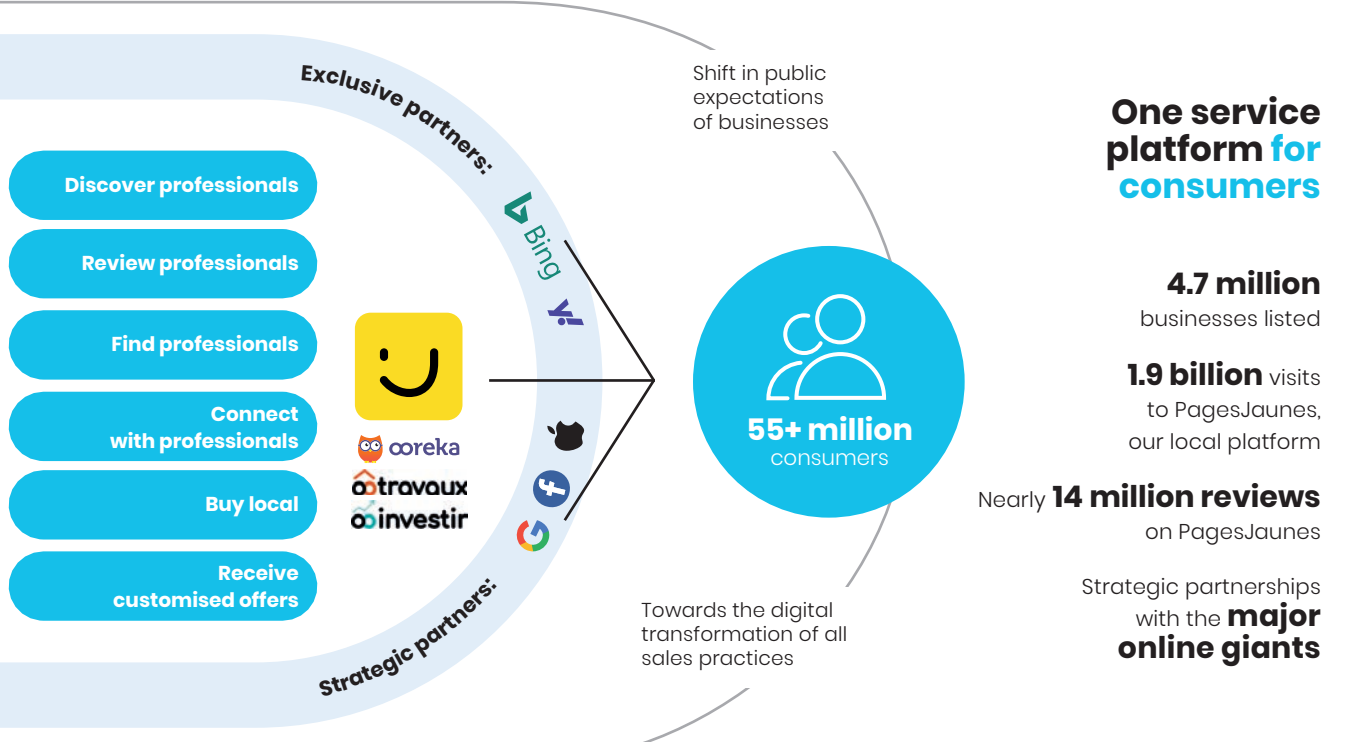 Exclusive partners:
Discover professionals
Review professionals
Find professionals
Connect
with professionals
Buy local
Receive
customised offers
ooreka
ootravaux
ooinvestir
Bing
Strategic partners:
Shift in public
expectations
of businesses
55+ million
consumers
Towards the digital
transformation of all
sales practices
One service
platform for
consumers
4.7 million
businesses listed
1.9 billion visits
to PagesJaunes,
our local platform
Nearly 14 million reviews
on PagesJaunes
Strategic partnerships
with the major
online giants